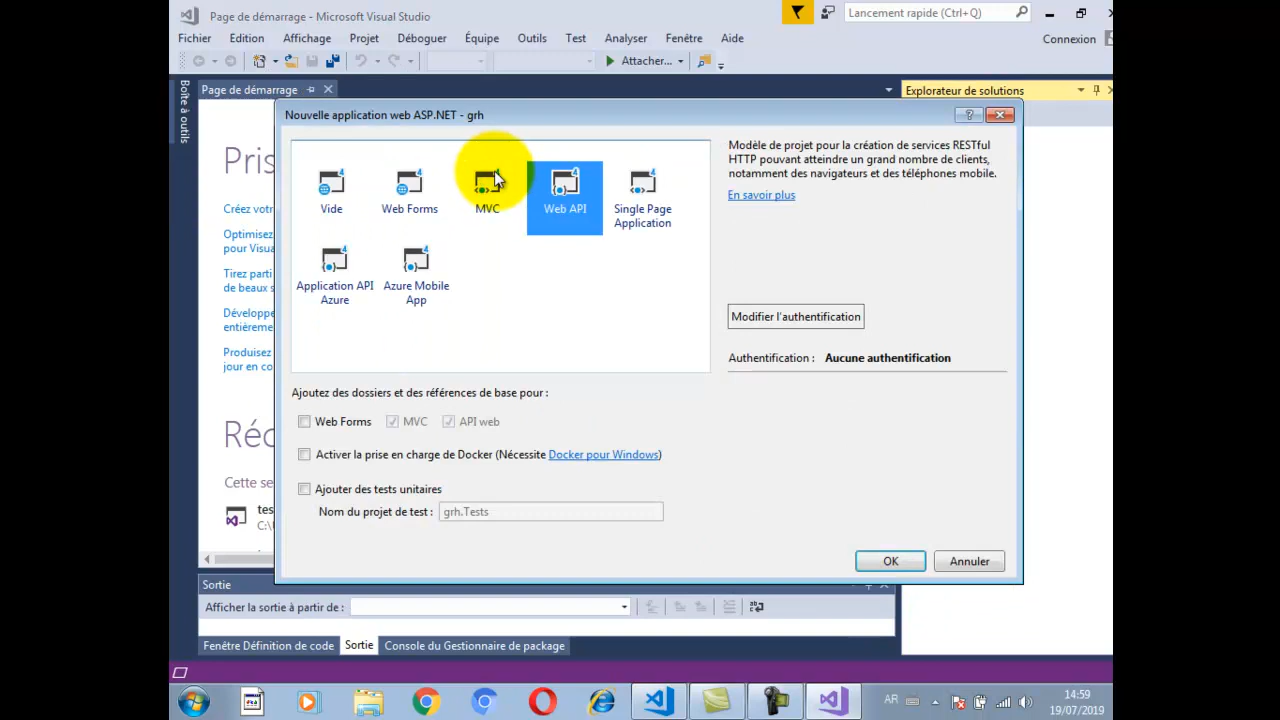 Page de démarrage - Microsoft Visual Studio
Lancement rapide (Ctrl+Q)
Fichier Edition Affichage Projet Déboguer Équipe Outils Test Analyser Fenêtre Aide
Connexion
Attacher...
Boîte à outils
Page de démarrage
Explorateur de solutions
Nouvelle application web ASP.NET - grh
Pris
Créez votr
Optimisez
pour Visua
Tirez parti
de beaux s
Développe
entièreme
Produisez
jour en co
Réc
Cette se
tes
C:\
Vide
Web Forms
MVC
Web API
Single Page
Application
Application API
Azure
Azure Mobile
App
Modèle de projet pour la création de services RESTful
HTTP pouvant atteindre un grand nombre de clients,
notamment des navigateurs et des téléphones mobile.
En savoir plus
Modifier l'authentification
Authentification : Aucune authentification
Ajoutez des dossiers et des références de base pour :
Web Forms MVC API web
Activer la prise en charge de Docker (Nécessite Docker pour Windows)
Ajouter des tests unitaires
Nom du projet de test : grh.Tests
OK Annuler
Sortie
Afficher la sortie à partir de :
Fenêtre Définition de code Sortie Console du Gestionnaire de package
AR
14:59
19/07/2019